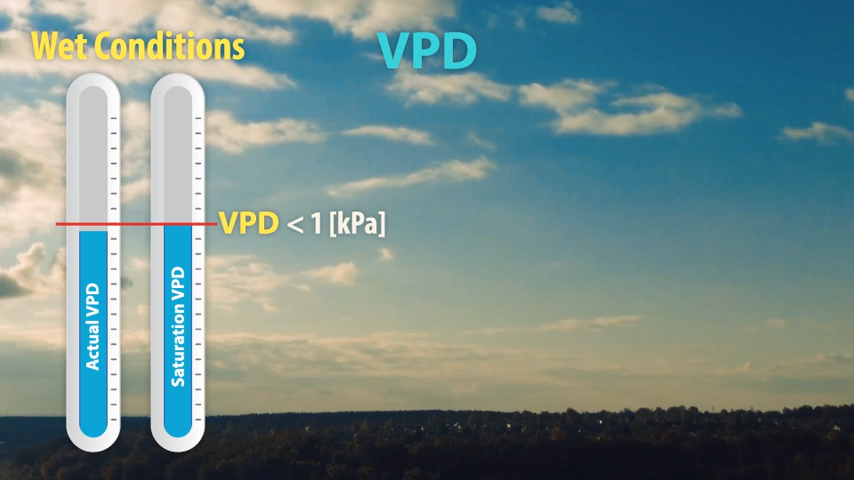 Wet Conditions
VPD
VPD < 1 [kPa]
Actual VPD
Saturation VPD